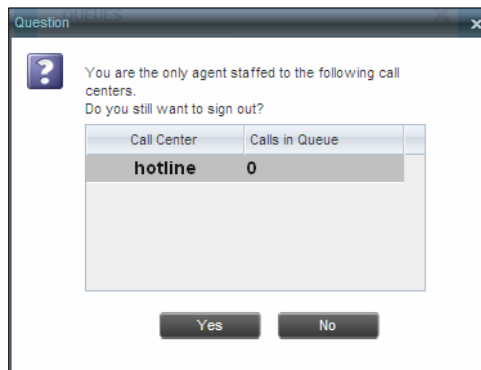 QUEUES
Question
x
?
You are the only agent staffed to the following call
centers.
Do you still want to sign out?
Call Center Calls in Queue
hotline 0
Yes No